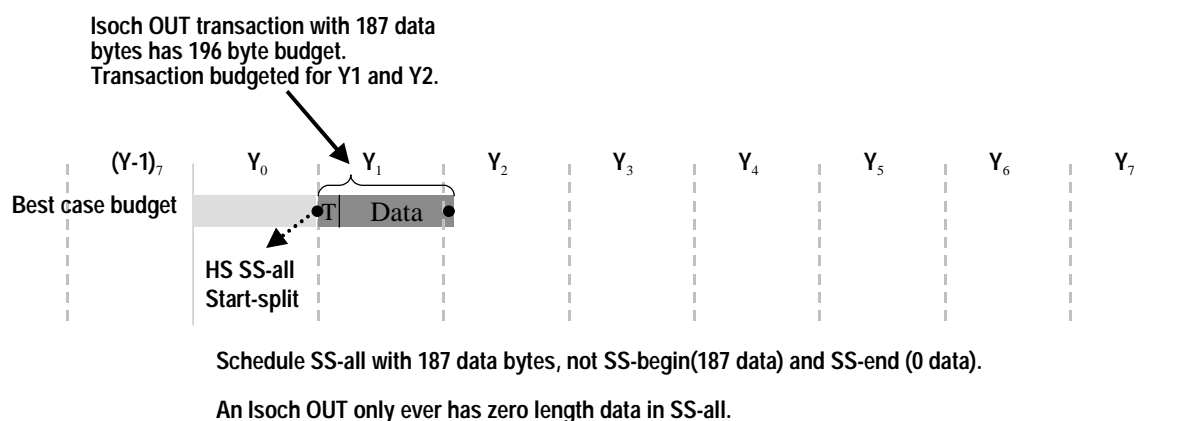 Isoch OUT transaction with 187 data
bytes has 196 byte budget.
Transaction budgeted for Y1 and Y2.
(Y-1)₇ Y₀ Y₁ Y₂ Y₃ Y₄ Y₅ Y₆ Y₇
Best case budget
T Data
HS SS-all
Start-split
Schedule SS-all with 187 data bytes, not SS-begin(187 data) and SS-end (0 data).
An Isoch OUT only ever has zero length data in SS-all.